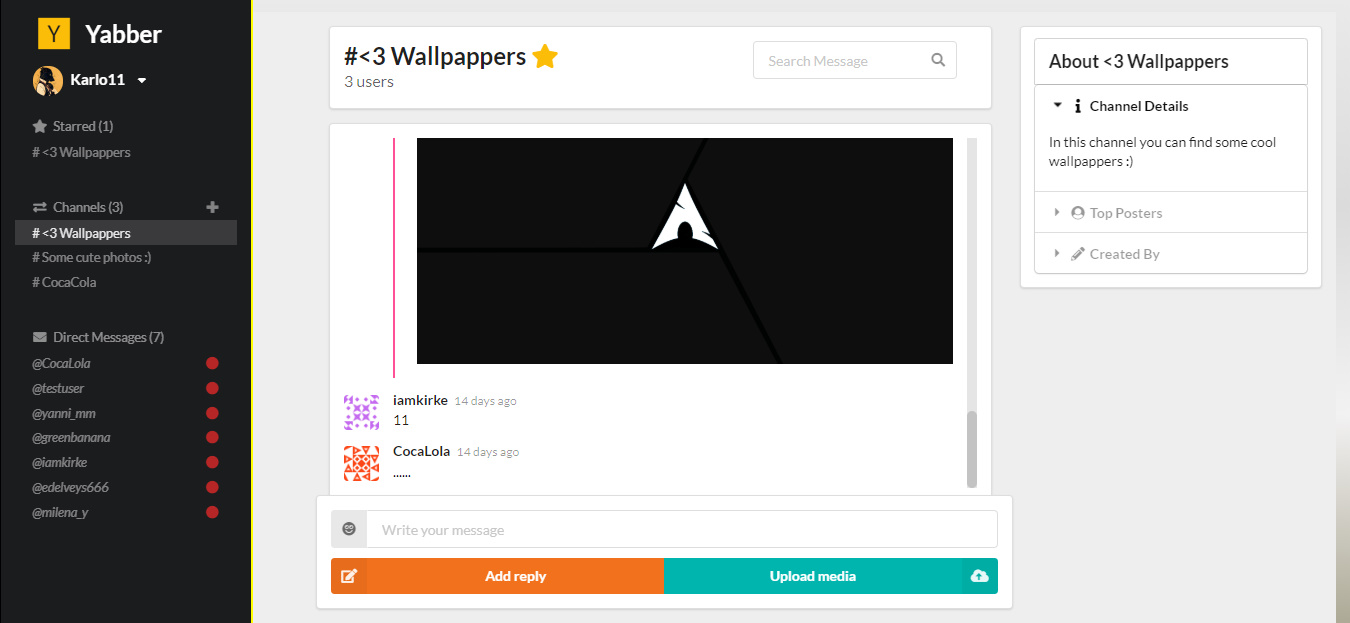 Y Yabber
Karlo11
Starred (1)
# <3 Wallpappers
Channels (3)
# <3 Wallpappers
# Some cute photos :)
# CocaCola
Direct Messages (7)
@CocaLola
@testuser
@yanni_mm
@greenbanana
@iamkirke
@edelveys666
@milena_y
#<3 Wallpappers
3 users
Search Message
iamkirke 14 days ago
11
CocaLola 14 days ago
......
Write your message
Add reply
Upload media
About <3 Wallpappers
Channel Details
In this channel you can find some cool
wallpappers :)
Top Posters
Created By